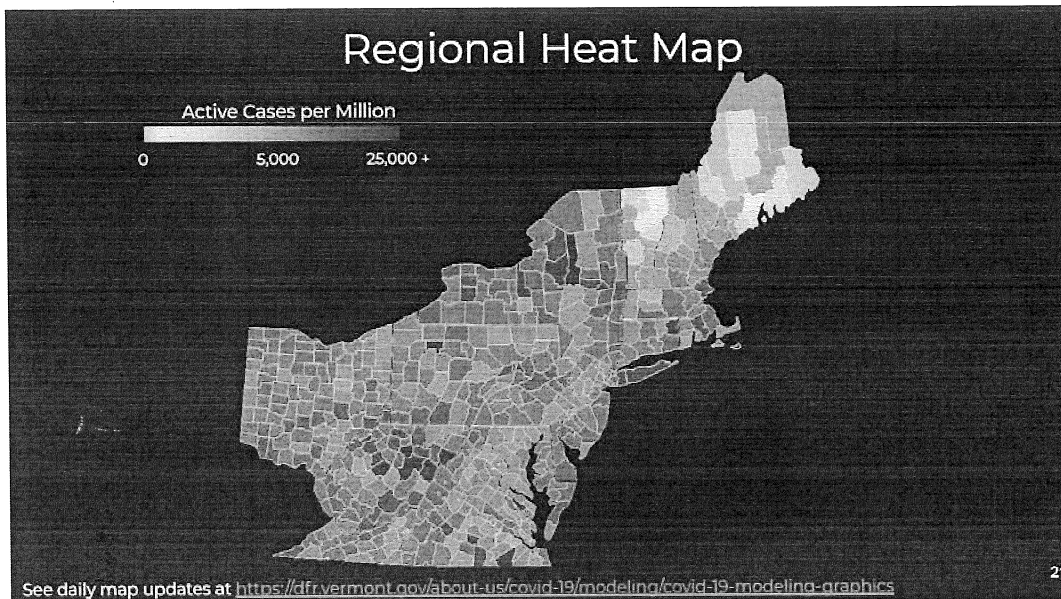 Regional Heat Map
Active Cases per Million
0 5,000 25,000 +
See daily map updates at https://dfr.vermont.gov/about-us/covid-19/modeling/covid-19-modeling-graphics